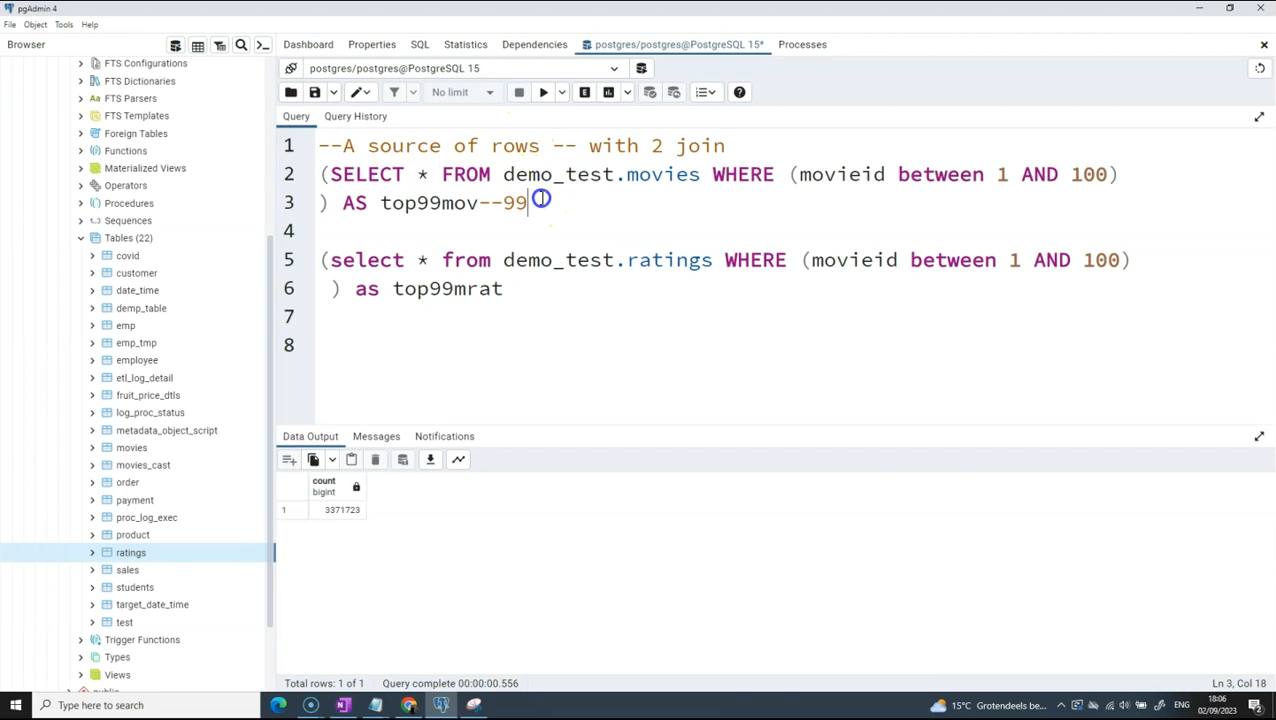 pgAdmin 4
File Object Tools Help
Browser
Dashboard Properties SQL Statistics Dependencies postgres/postgres@PostgreSQL 15* Processes
postgres/postgres@PostgreSQL 15
No limit
Query Query History
1 --A source of rows -- with 2 join
2 (SELECT * FROM demo_test.movies WHERE (movieid between 1 AND 100)
3 ) AS top99mov--99
4
5 (select * from demo_test.ratings WHERE (movieid between 1 AND 100)
6 ) as top99mrat
7
8
FTS Configurations
FTS Dictionaries
FTS Parsers
FTS Templates
Foreign Tables
Functions
Materialized Views
Operators
Procedures
Sequences
Tables (22)
covid
customer
date_time
demp_table
emp
emp_tmp
employee
etl_log_detail
fruit_price_dtls
log_proc_status
metadata_object_script
movies
movies_cast
order
payment
proc_log_exec
product
ratings
sales
students
target_date_time
test
Trigger Functions
Types
Views
Data Output Messages Notifications
count
bigint
1 3371723
Total rows: 1 of 1 Query complete 00:00:00.556 Ln 3, Col 18
Type here to search
15°C Grotendeels be... ENG
18:06
02/09/2023